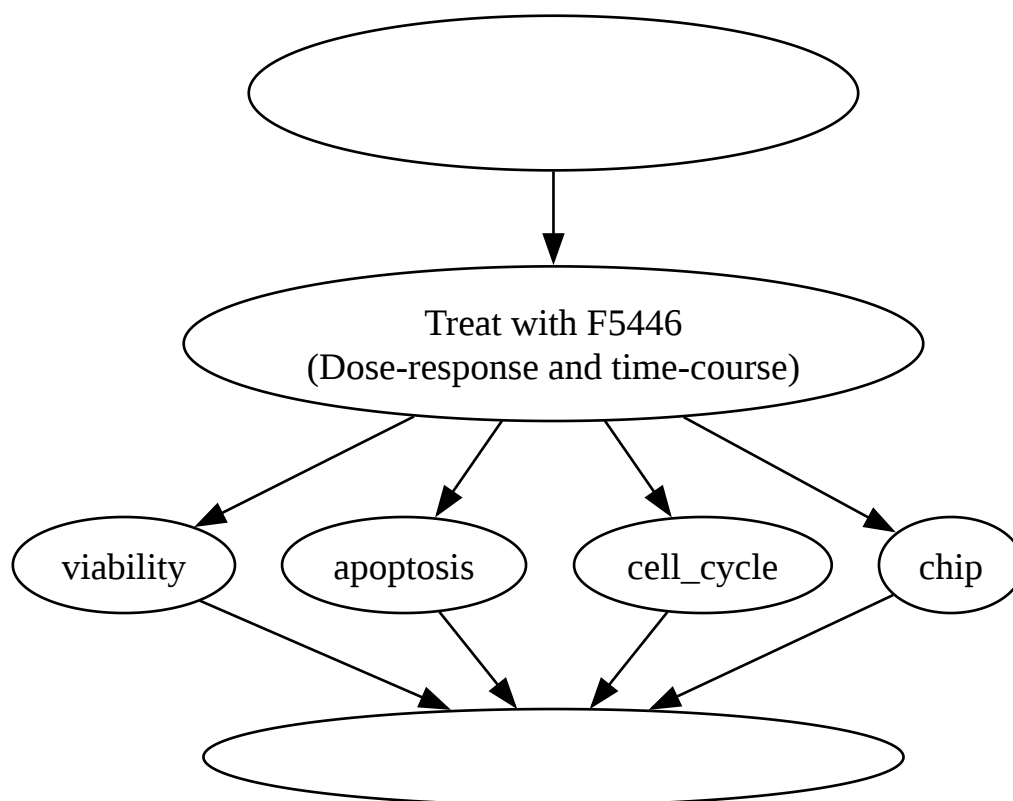 Treat with F5446
(Dose-response and time-course)
viability
apoptosis
cell_cycle
chip